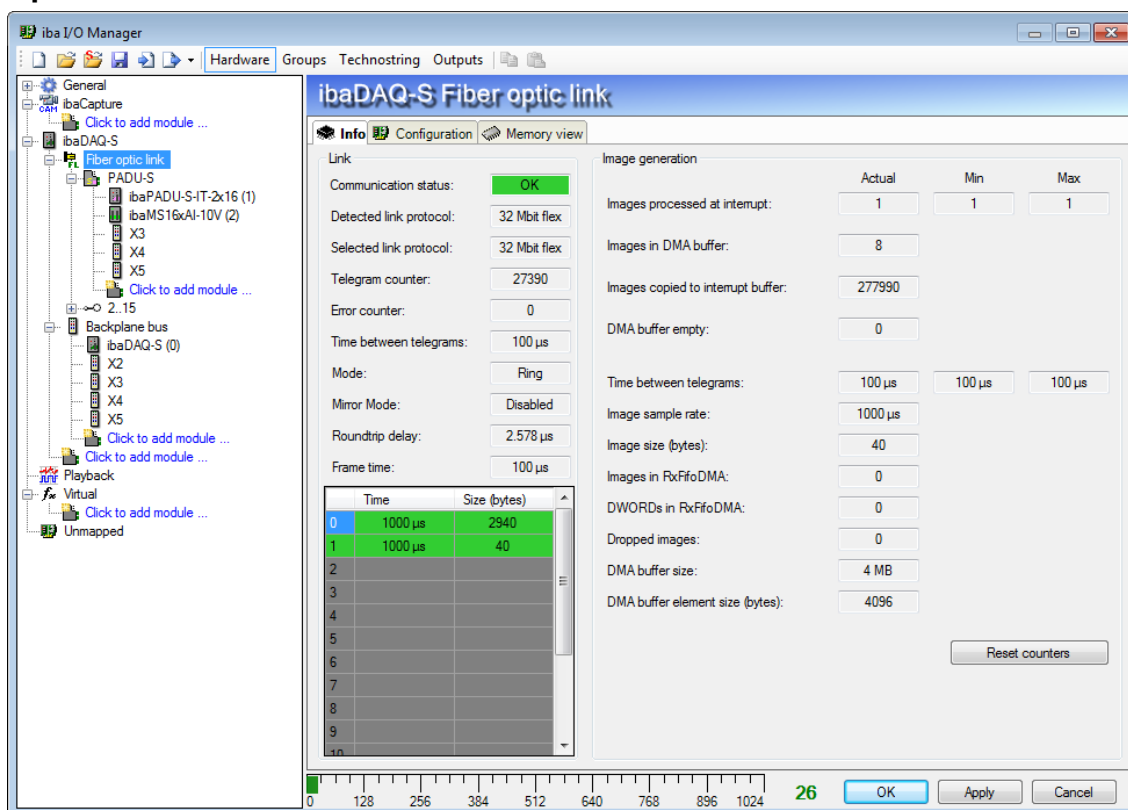 iba I/O Manager
Hardware Groups Technostring Outputs
General
ibaCapture
CAM
Click to add module ...
ibaDAQ-S
Fiber optic link
FL
PADU-S
ibaPADU-S-IT-2x16 (1)
ibaMS16xAI-10V (2)
X3
X4
X5
Click to add module ...
2..15
Backplane bus
ibaDAQ-S (0)
X2
X3
X4
X5
Click to add module ...
Click to add module ...
Playback
fx Virtual
Click to add module ...
Unmapped
ibaDAQ-S Fiber optic link
Info Configuration Memory view
Link
Communication status: OK
Detected link protocol: 32 Mbit flex
Selected link protocol: 32 Mbit flex
Telegram counter: 27390
Error counter: 0
Time between telegrams: 100 µs
Mode: Ring
Mirror Mode: Disabled
Roundtrip delay: 2.578 µs
Frame time: 100 µs
Time Size (bytes)
0 1000 µs 2940
1 1000 µs 40
2
3
4
5
6
7
8
9
10
Image generation
Actual Min Max
Images processed at interrupt: 1 1 1
Images in DMA buffer: 8
Images copied to interrupt buffer: 277990
DMA buffer empty: 0
Time between telegrams: 100 µs 100 µs 100 µs
Image sample rate: 1000 µs
Image size (bytes): 40
Images in RxFifoDMA: 0
DWORDs in RxFifoDMA: 0
Dropped images: 0
DMA buffer size: 4 MB
DMA buffer element size (bytes): 4096
Reset counters
0 128 256 384 512 640 768 896 1024 26 OK Apply Cancel